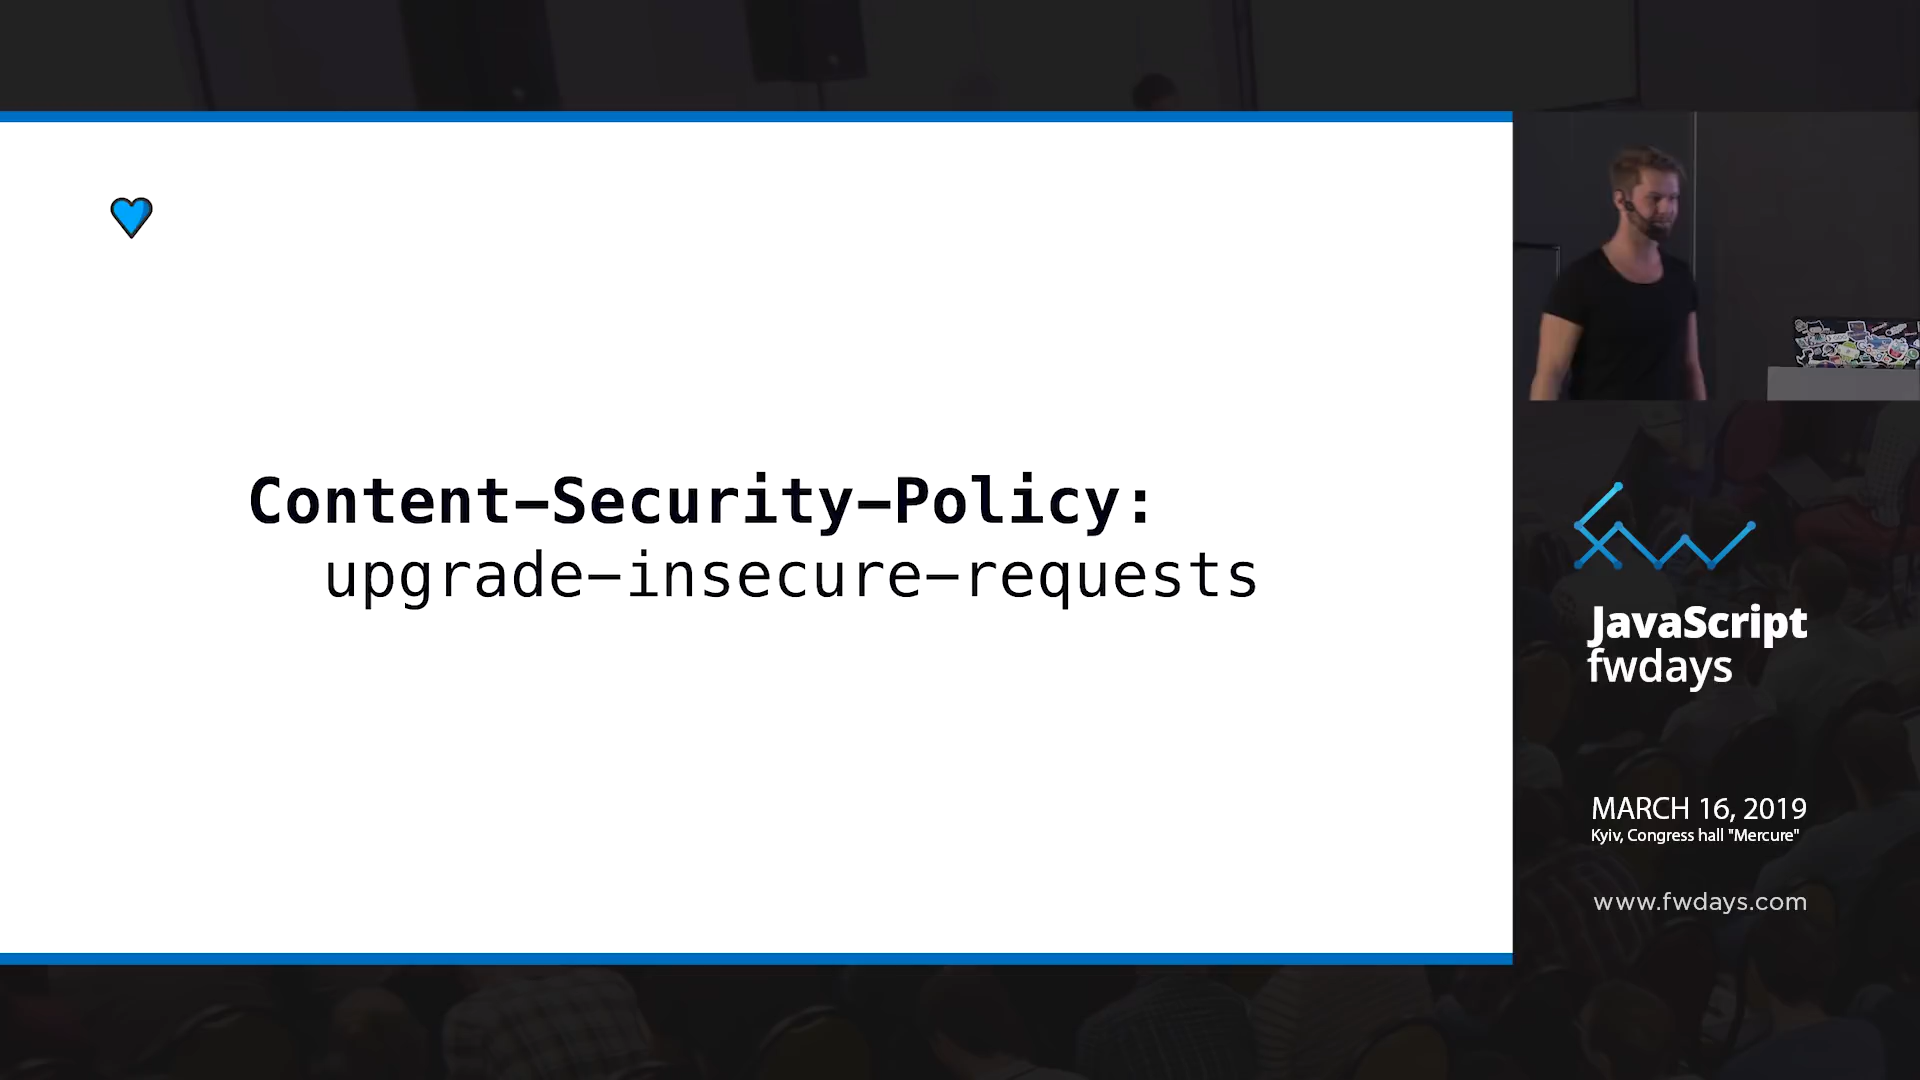 Content-Security-Policy:
upgrade-insecure-requests
JavaScript
fwdays
MARCH 16, 2019
Kyiv, Congress hall "Mercure"
www.fwdays.com